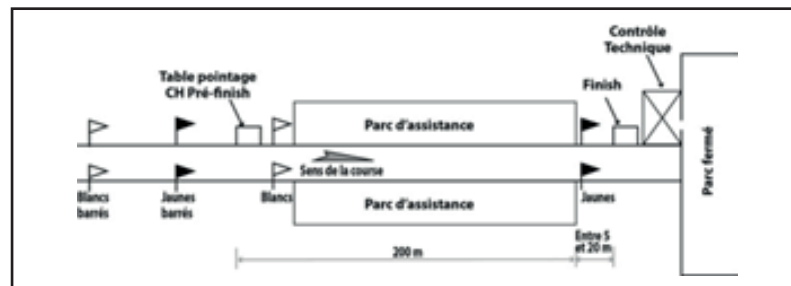 Contrôle
Technique
Table pointage
CH Pré-finish
Finish
Parc d'assistance
Sens de la course
Parc fermé
Blancs
barrés
Jaunes
barrés
Blancs
Parc d'assistance
Jaunes
200 m
Entre 5
et 20 m